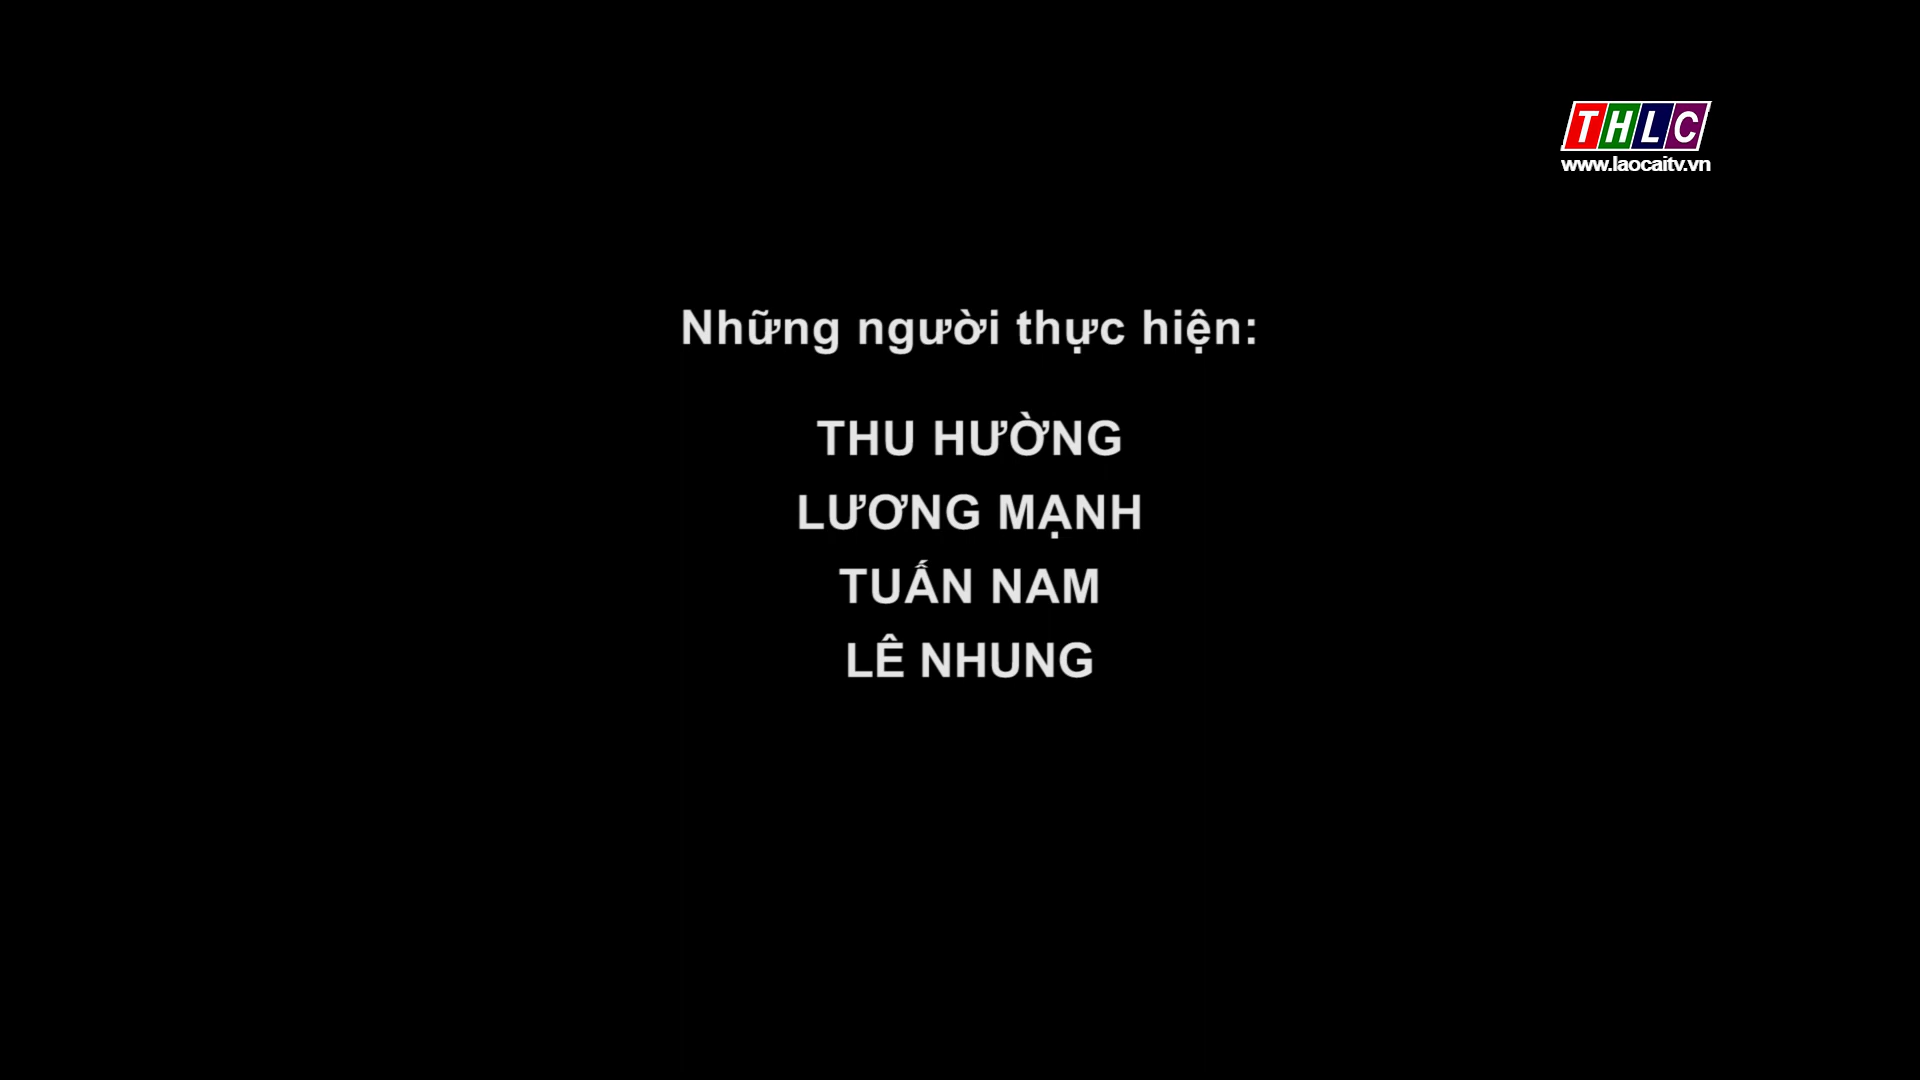 THLC
www.laocaitv.vn
Những người thực hiện:
THU HƯỜNG
LƯƠNG MẠNH
TUẤN NAM
LÊ NHUNG